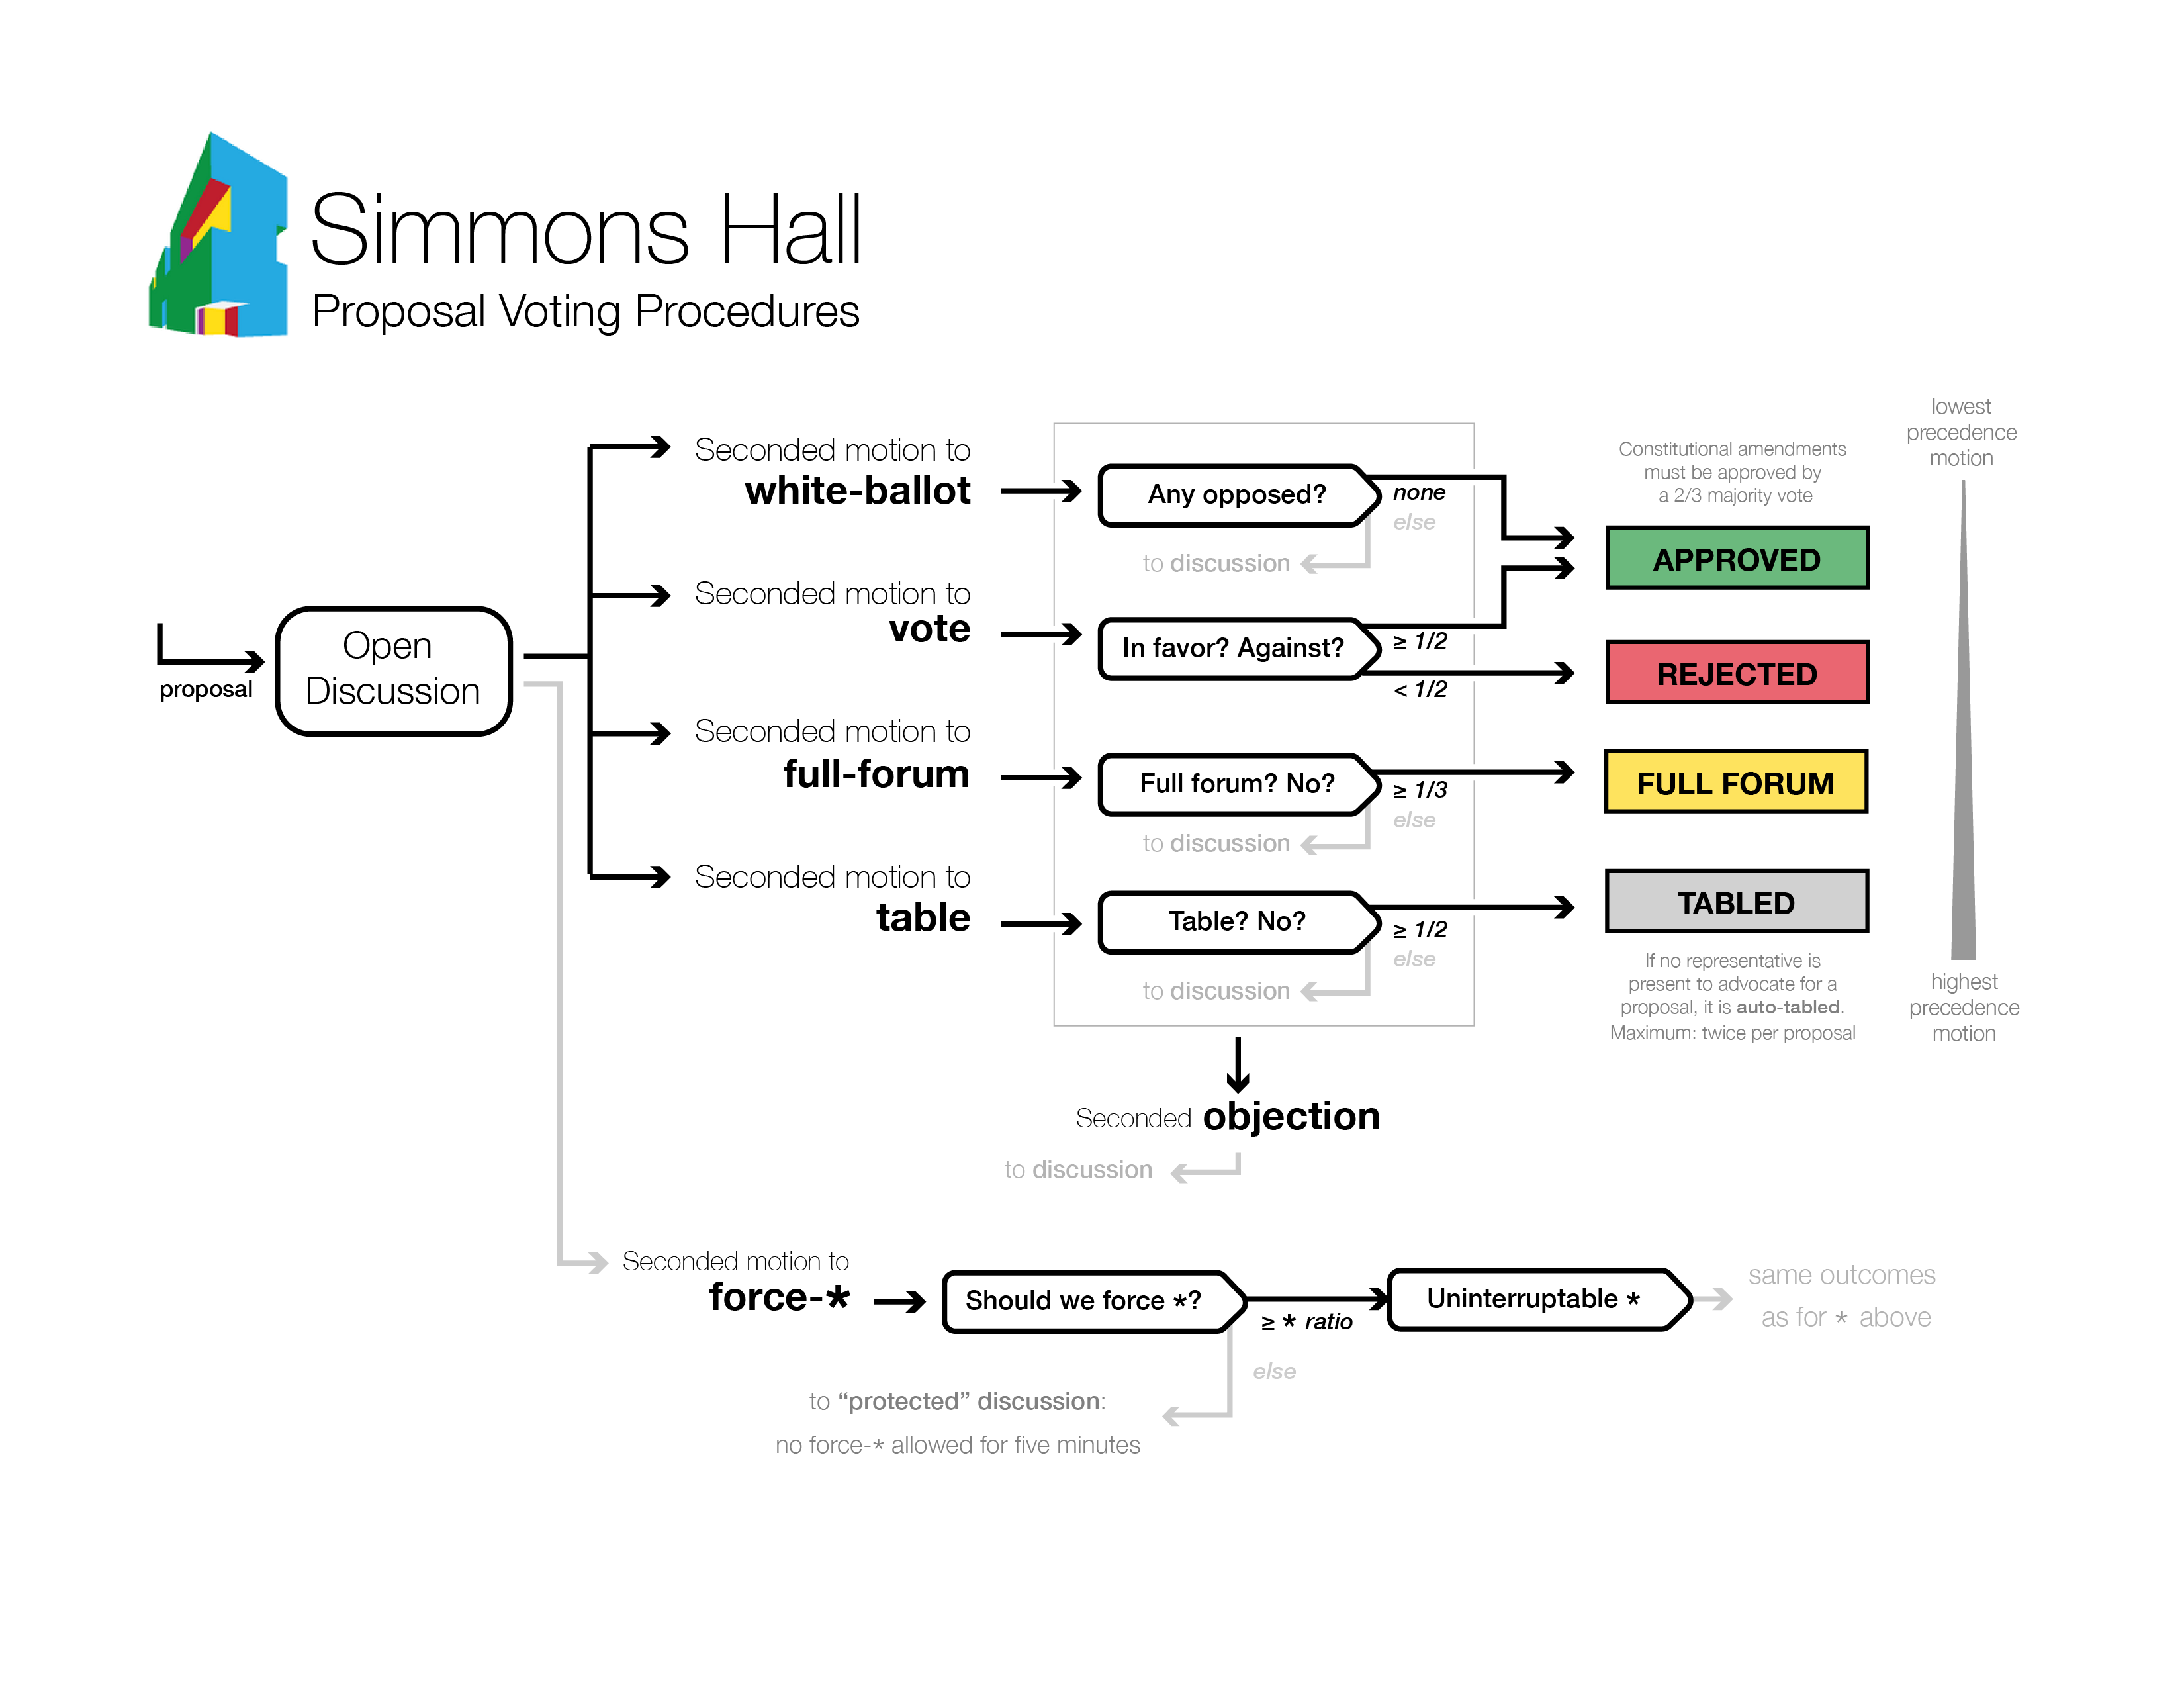 Simmons Hall
Proposal Voting Procedures
proposal
Open
Discussion
Seconded motion to
white-ballot
Any opposed?
none
else
to discussion
Seconded motion to
vote
In favor? Against?
≥ 1/2
< 1/2
Seconded motion to
full-forum
Full forum? No?
≥ 1/3
else
to discussion
Seconded motion to
table
Table? No?
≥ 1/2
else
to discussion
Constitutional amendments
must be approved by
a 2/3 majority vote
APPROVED
REJECTED
FULL FORUM
TABLED
If no representative is
present to advocate for a
proposal, it is auto-tabled.
Maximum: twice per proposal
lowest
precedence
motion
highest
precedence
motion
Seconded objection
to discussion
Seconded motion to
force-*
Should we force *?
≥ * ratio
else
Uninterruptable *
same outcomes
as for * above
to “protected” discussion:
no force-* allowed for five minutes